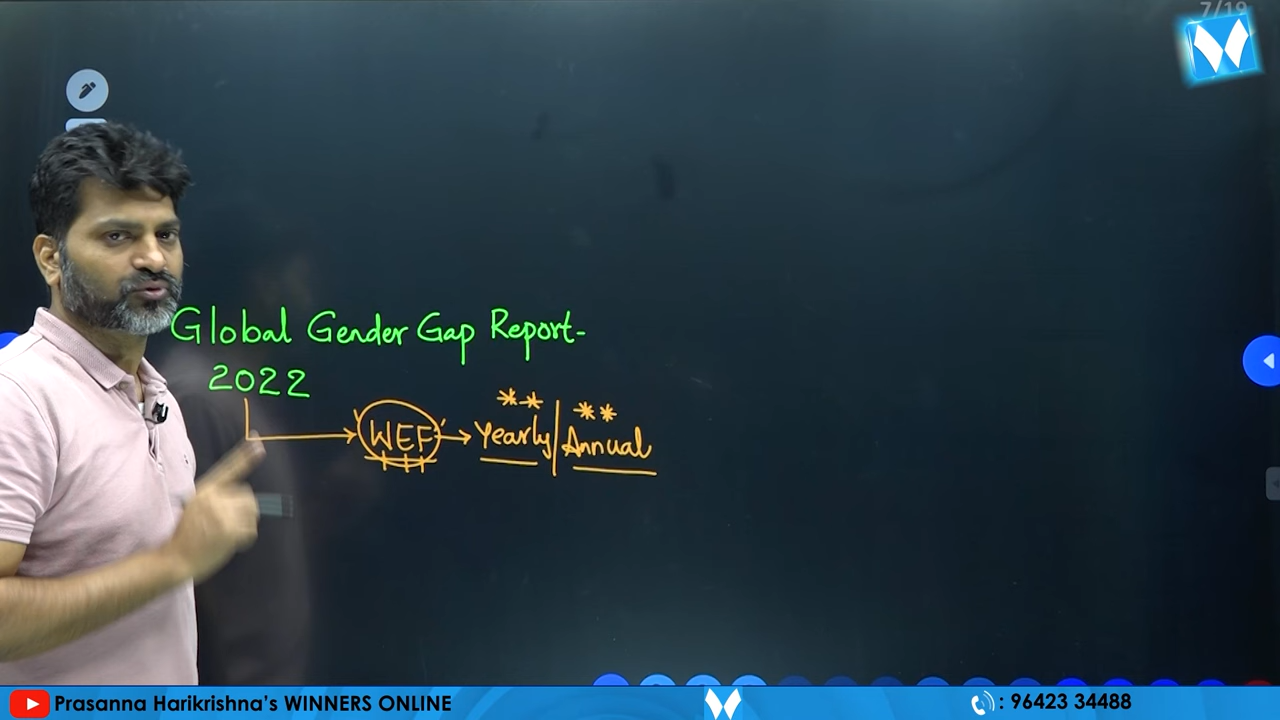 7/19
Global Gender Gap Report-
2022
WEF Yearly | Annual
Prasanna Harikrishna's WINNERS ONLINE
: 96423 34488